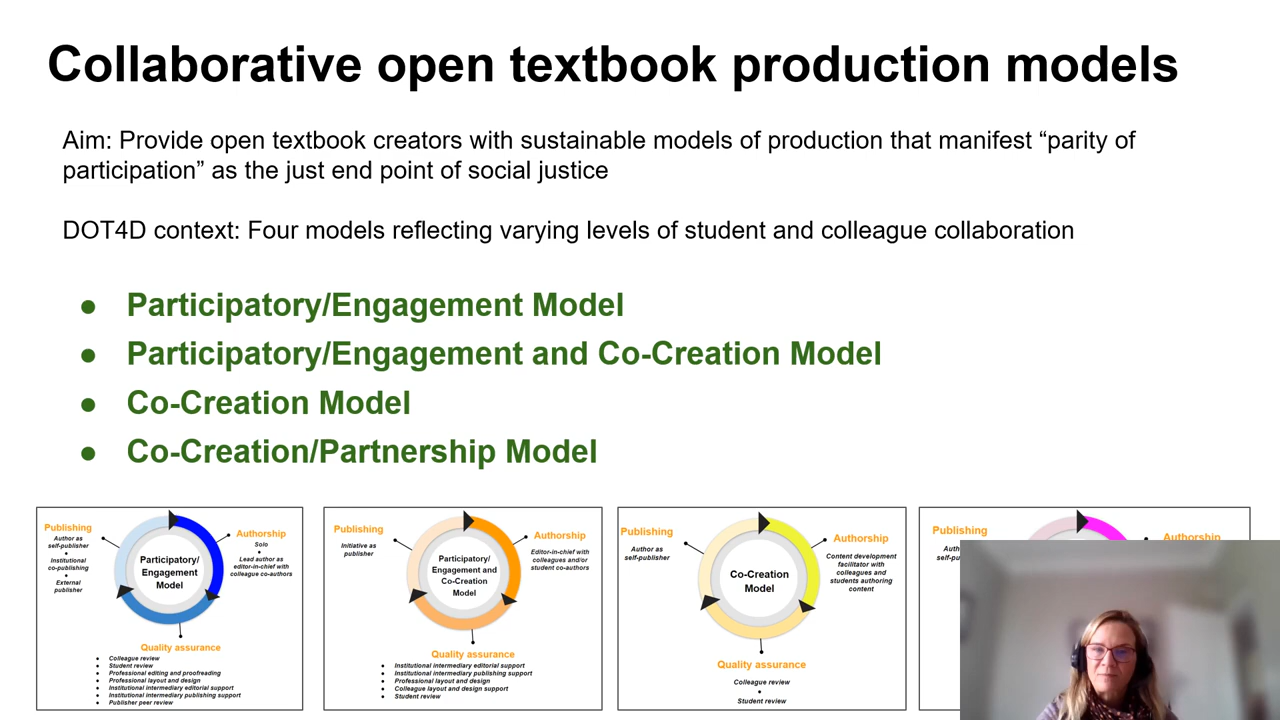 Collaborative open textbook production models
Aim: Provide open textbook creators with sustainable models of production that manifest “parity of
participation” as the just end point of social justice
DOT4D context: Four models reflecting varying levels of student and colleague collaboration
● Participatory/Engagement Model
● Participatory/Engagement and Co-Creation Model
● Co-Creation Model
● Co-Creation/Partnership Model
Publishing
Author as
self-publisher
•
Institutional
co-publishing
•
External
publisher
Participatory/
Engagement
Model
Authorship
Solo
•
Lead author as
editor-in-chief with
colleague co-authors
Quality assurance
● Colleague review
● Student review
● Professional editing and proofreading
● Professional layout and design
● Institutional intermediary editorial support
● Institutional intermediary publishing support
● Publisher peer review
Publishing
Initiative as
publisher
Participatory/
Engagement and
Co-Creation
Model
Authorship
Editor-in-chief with
colleagues and/or
student co-authors
Quality assurance
● Institutional intermediary editorial support
● Institutional intermediary publishing support
● Professional layout and design
● Colleague layout and design support
● Student review
Publishing
Author as
self-publisher
Co-Creation
Model
Authorship
Content development
facilitator with
colleagues and
students authoring
content
Quality assurance
Colleague review
•
Student review
Publishing
Authorship